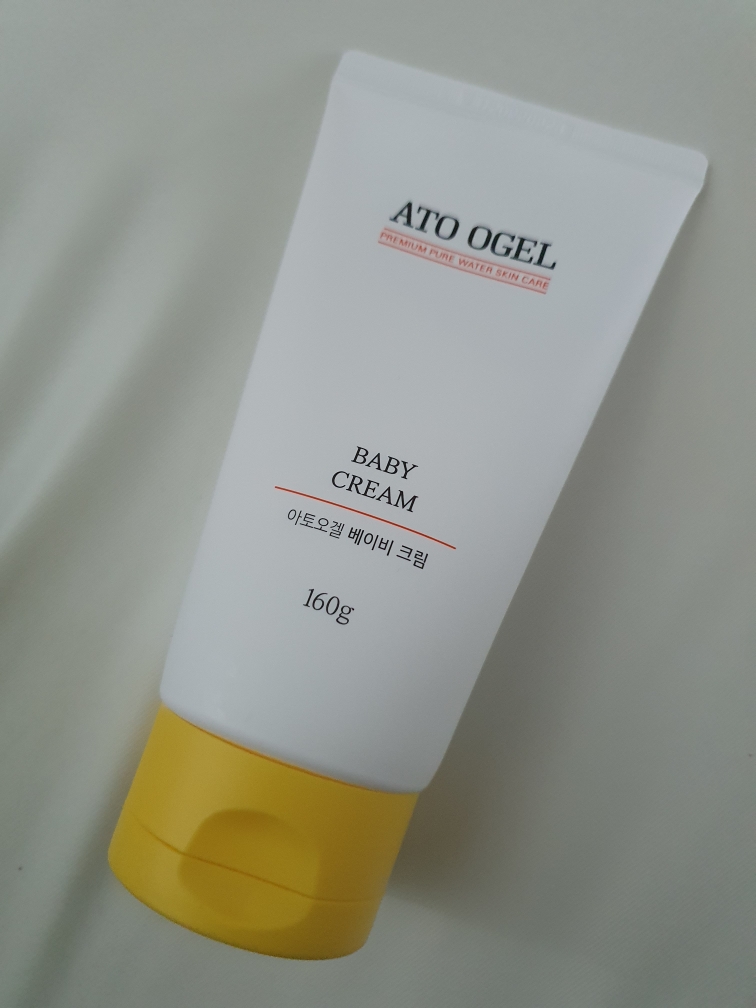 ATO OGEL
PREMIUM PURE WATER SKIN CARE
BABY
CREAM
아토오겔 베이비 크림
160g